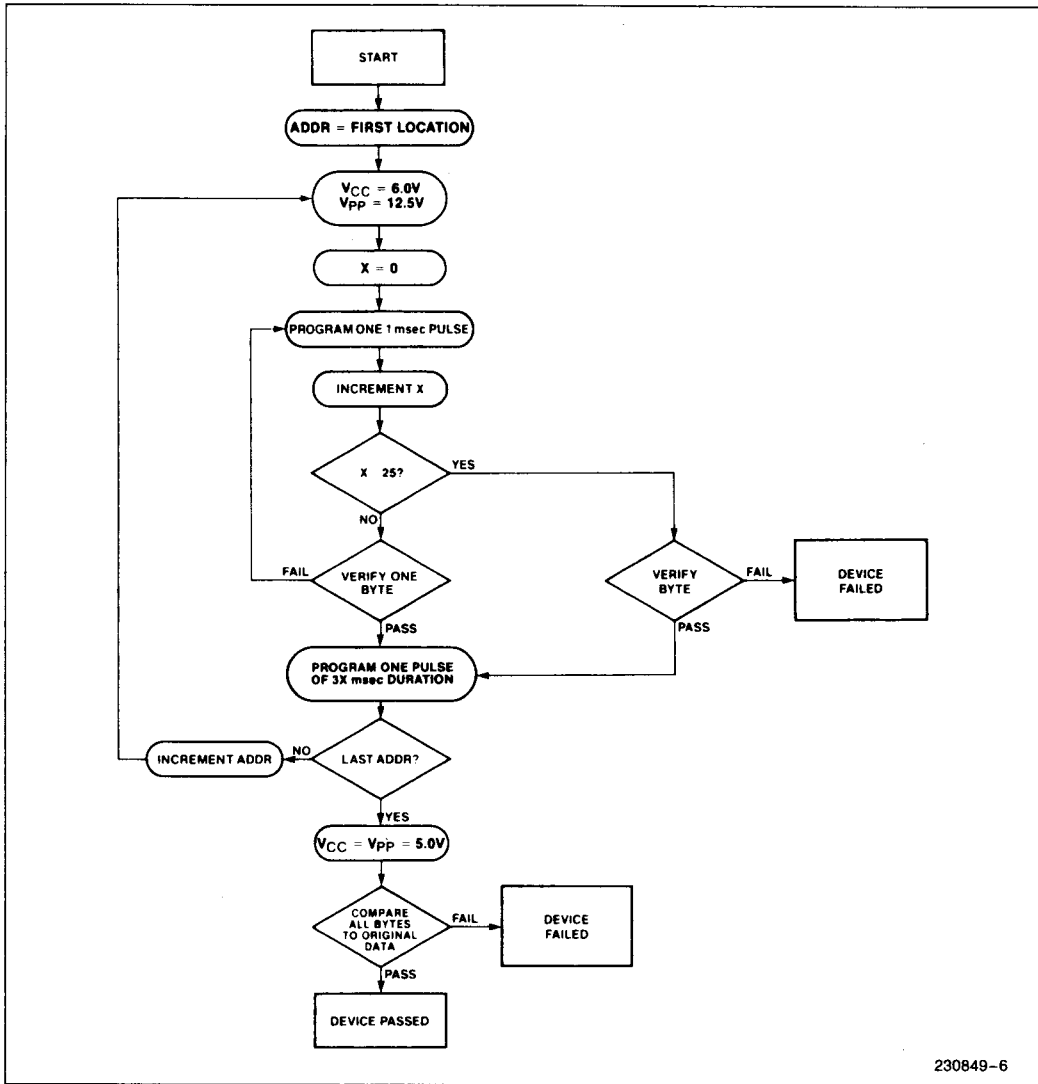 START
ADDR = FIRST LOCATION
VCC = 6.0V
VPP = 12.5V
X = 0
PROGRAM ONE 1 msec PULSE
INCREMENT X
X 25?
YES
NO
VERIFY ONE
BYTE
FAIL
PASS
VERIFY
BYTE
FAIL
PASS
DEVICE
FAILED
PROGRAM ONE PULSE
OF 3X msec DURATION
LAST ADDR?
NO
INCREMENT ADDR
YES
VCC = VPP = 5.0V
COMPARE
ALL BYTES
TO ORIGINAL
DATA
FAIL
DEVICE
FAILED
PASS
DEVICE PASSED
230849-6